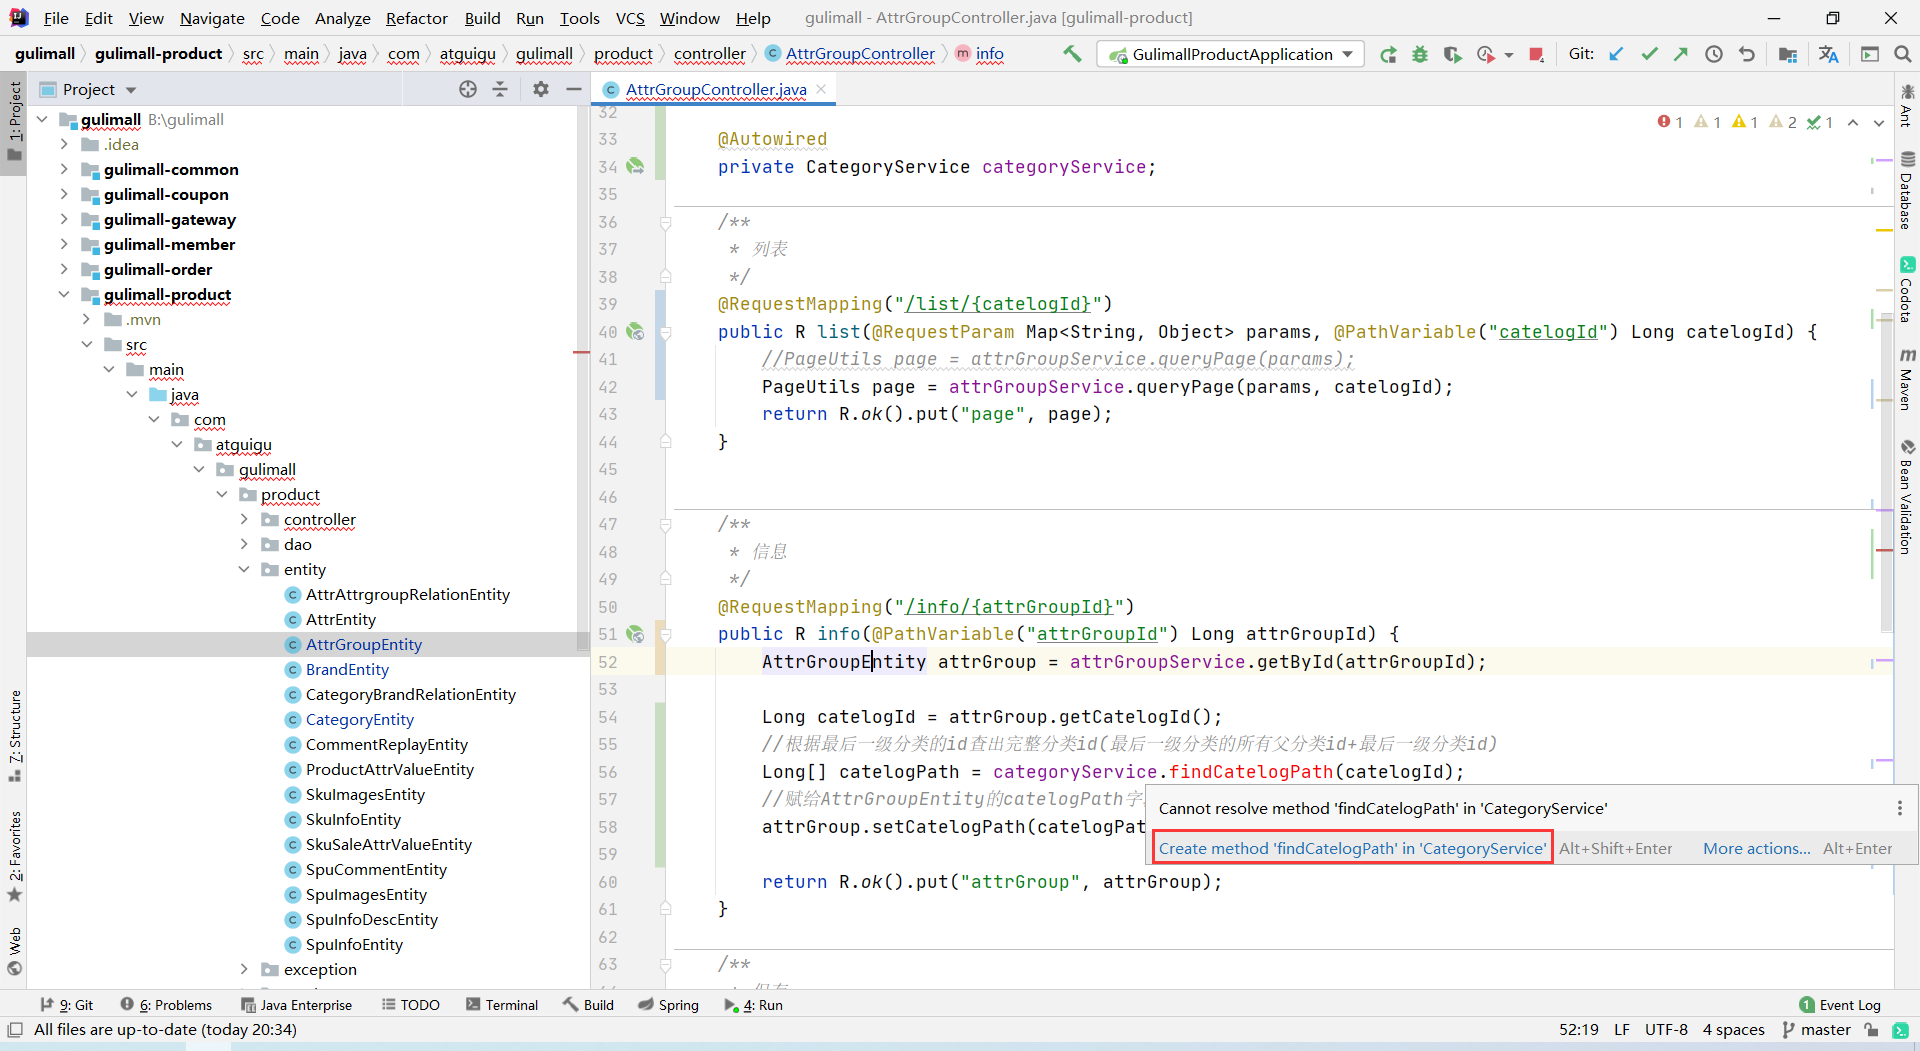 File Edit View Navigate Code Analyze Refactor Build Run Tools VCS Window Help gulimall - AttrGroupController.java [gulimall-product]
gulimall gulimall-product src main java com atguigu gulimall product controller AttrGroupController info GulimallProductApplication Git:
Project
AttrGroupController.java
1: Project
7: Structure
2: Favorites
Web
gulimall B:\gulimall
.idea
gulimall-common
gulimall-coupon
gulimall-gateway
gulimall-member
gulimall-order
gulimall-product
.mvn
src
main
java
com
atguigu
gulimall
product
controller
dao
entity
AttrAttrgroupRelationEntity
AttrEntity
AttrGroupEntity
BrandEntity
CategoryBrandRelationEntity
CategoryEntity
CommentReplayEntity
ProductAttrValueEntity
SkuImagesEntity
SkuInfoEntity
SkuSaleAttrValueEntity
SpuCommentEntity
SpuImagesEntity
SpuInfoDescEntity
SpuInfoEntity
exception
1 1 1 2 1
32
33 @Autowired
34 private CategoryService categoryService;
35
36 /**
37 * 列表
38 */
39 @RequestMapping("/list/{catelogId}")
40 public R list(@RequestParam Map<String, Object> params, @PathVariable("catelogId") Long catelogId) {
41 //PageUtils page = attrGroupService.queryPage(params);
42 PageUtils page = attrGroupService.queryPage(params, catelogId);
43 return R.ok().put("page", page);
44 }
45
46
47 /**
48 * 信息
49 */
50 @RequestMapping("/info/{attrGroupId}")
51 public R info(@PathVariable("attrGroupId") Long attrGroupId) {
52 AttrGroupEntity attrGroup = attrGroupService.getById(attrGroupId);
53
54 Long catelogId = attrGroup.getCatelogId();
55 //根据最后一级分类的id查出完整分类id(最后一级分类的所有父分类id+最后一级分类id)
56 Long[] catelogPath = categoryService.findCatelogPath(catelogId);
57 //赋给AttrGroupEntity的catelogPath字
58 attrGroup.setCatelogPath(catelogPat
59
60 return R.ok().put("attrGroup", attrGroup);
61 }
62
63 /**
Cannot resolve method 'findCatelogPath' in 'CategoryService'
Create method 'findCatelogPath' in 'CategoryService' Alt+Shift+Enter More actions... Alt+Enter
Ant
Database
Codota
Maven
Bean Validation
9: Git 6: Problems Java Enterprise TODO Terminal Build Spring 4: Run 1 Event Log
All files are up-to-date (today 20:34) 52:19 LF UTF-8 4 spaces master